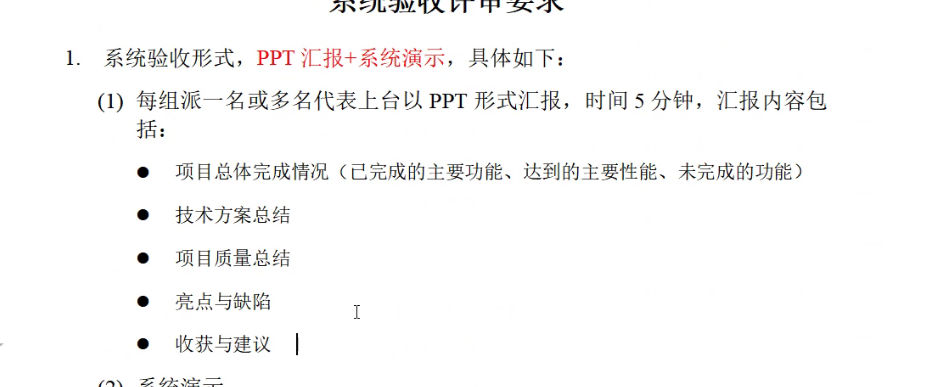 系统验收评审要求
1. 系统验收形式，PPT 汇报+系统演示，具体如下：
(1) 每组派一名或多名代表上台以 PPT 形式汇报，时间 5 分钟，汇报内容包
括：
● 项目总体完成情况（已完成的主要功能、达到的主要性能、未完成的功能）
● 技术方案总结
● 项目质量总结
● 亮点与缺陷
● 收获与建议
(2) 系统演示